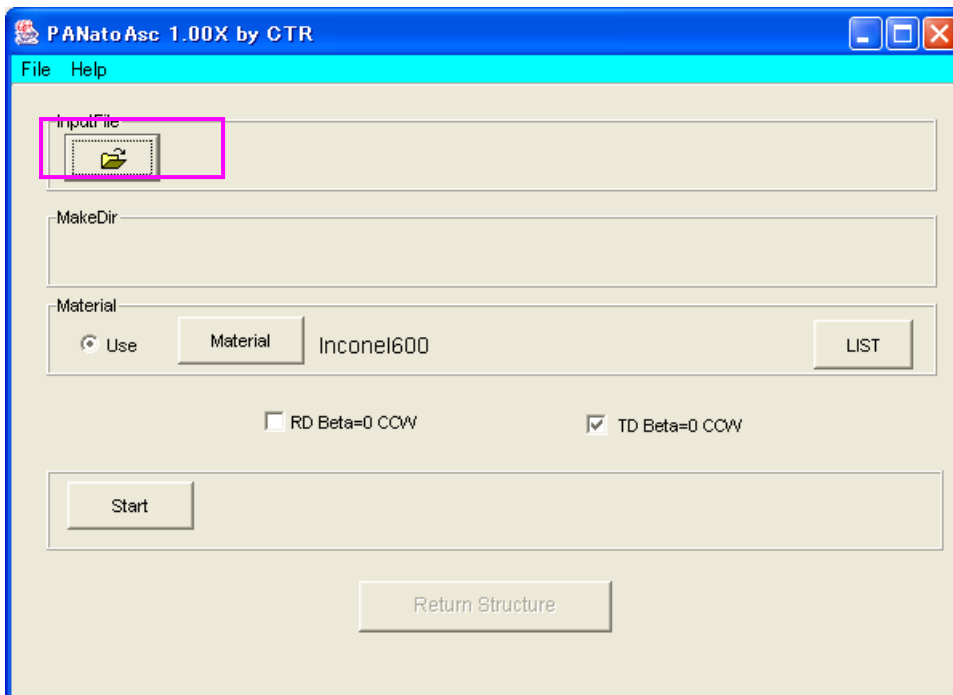 PANatoAsc 1.00X by CTR
File Help
InputFile
MakeDir
Material
Use Material Inconel600 LIST
RD Beta=0 CCW TD Beta=0 CCW
Start
Return Structure